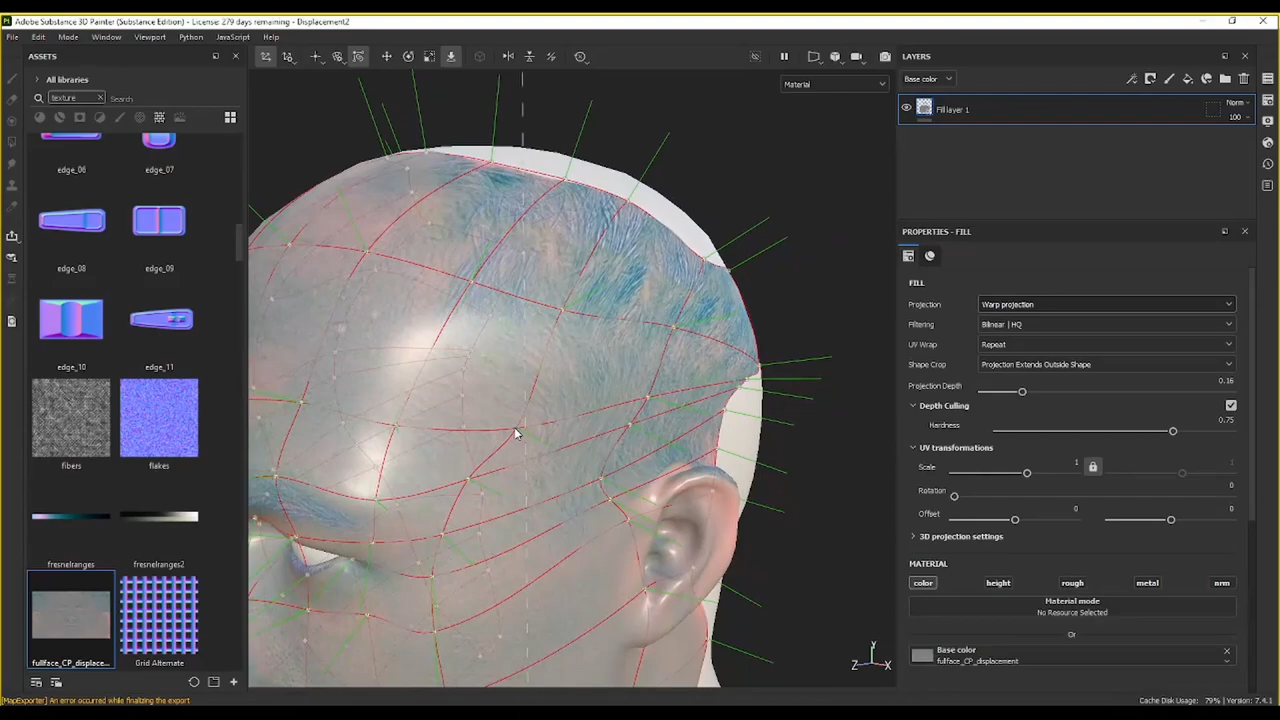 Adobe Substance 3D Painter (Substance Edition) - License: 279 days remaining - Displacement2
File Edit Mode Window Viewport Python JavaScript Help
ASSETS
All libraries
texture
Search
edge_06
edge_07
edge_08
edge_09
edge_10
edge_11
fibers
flakes
fresnelranges
fresnelranges2
fullface_CP_displace...
Grid Alternate
Material
Y
Z
X
LAYERS
Base color
Fill layer 1
Norm
100
PROPERTIES - FILL
FILL
Projection
Warp projection
Filtering
Bilinear | HQ
UV Wrap
Repeat
Shape Crop
Projection Extends Outside Shape
Projection Depth
0.16
Depth Culling
Hardness
0.75
UV transformations
Scale
1
1
Rotation
0
Offset
0
0
3D projection settings
MATERIAL
color
height
rough
metal
nrm
Material mode
No Resource Selected
Or
Base color
fullface_CP_displacement
[MapExporter] An error occurred while finalizing the export
Cache Disk Usage: 79% | Version: 7.4.1